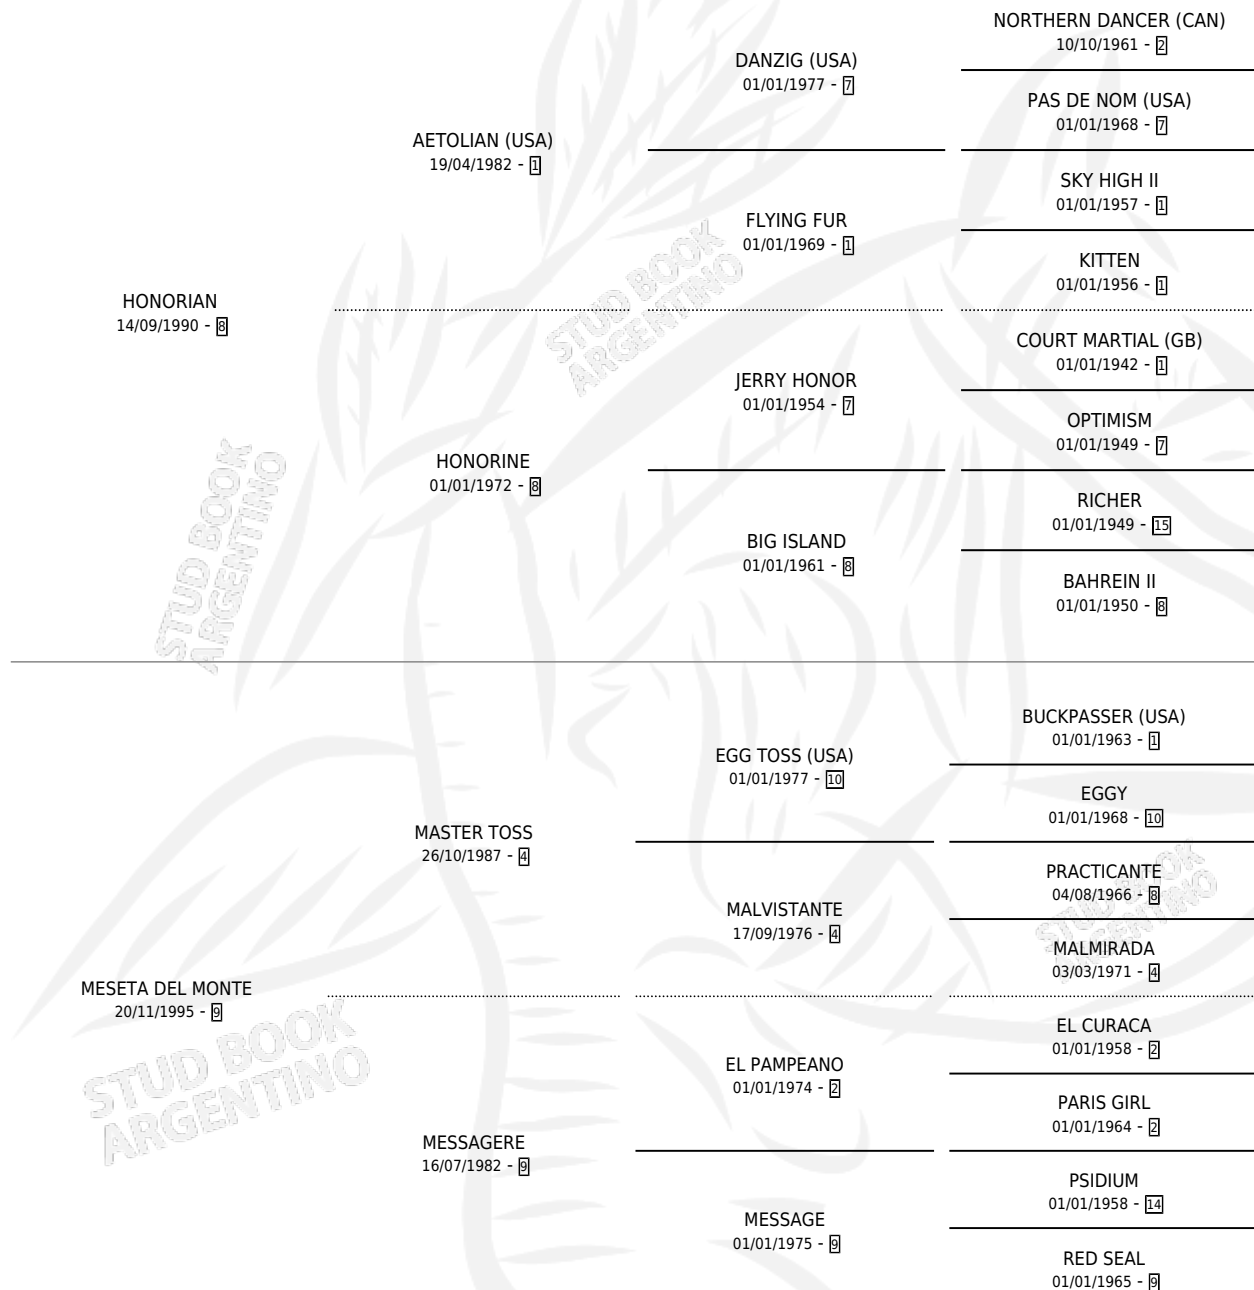 NORTHERN DANCER (CAN)
10/10/1961 - 2
DANZIG (USA)
01/01/1977 - 7
PAS DE NOM (USA)
01/01/1968 - 7
AETOLIAN (USA)
19/04/1982 - 1
SKY HIGH II
01/01/1957 - 1
FLYING FUR
01/01/1969 - 1
KITTEN
01/01/1956 - 1
HONORIAN
14/09/1990 - 8
COURT MARTIAL (GB)
01/01/1942 - 1
JERRY HONOR
01/01/1954 - 7
OPTIMISM
01/01/1949 - 7
HONORINE
01/01/1972 - 8
RICHER
01/01/1949 - 15
BIG ISLAND
01/01/1961 - 8
BAHREIN II
01/01/1950 - 8
BUCKPASSER (USA)
01/01/1963 - 1
EGG TOSS (USA)
01/01/1977 - 10
EGGY
01/01/1968 - 10
MASTER TOSS
26/10/1987 - 4
PRACTICANTE
04/08/1966 - 8
MALVISTANTE
17/09/1976 - 4
MALMIRADA
03/03/1971 - 4
MESETA DEL MONTE
20/11/1995 - 9
EL CURACA
01/01/1958 - 2
EL PAMPEANO
01/01/1974 - 2
PARIS GIRL
01/01/1964 - 2
MESSAGERE
16/07/1982 - 9
PSIDIUM
01/01/1958 - 14
MESSAGE
01/01/1975 - 9
RED SEAL
01/01/1965 - 9
STUD BOOK
ARGENTINO
STUD BOOK
ARGENTINO
STUD BOOK
ARGENTINO
STUD BOOK
ARGENTINO